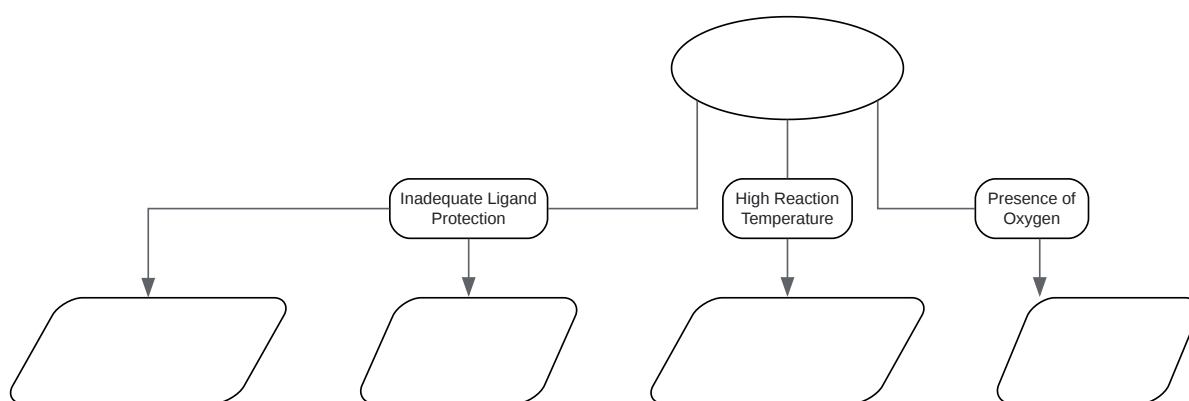 Inadequate Ligand
Protection
High Reaction
Temperature
Presence of
Oxygen